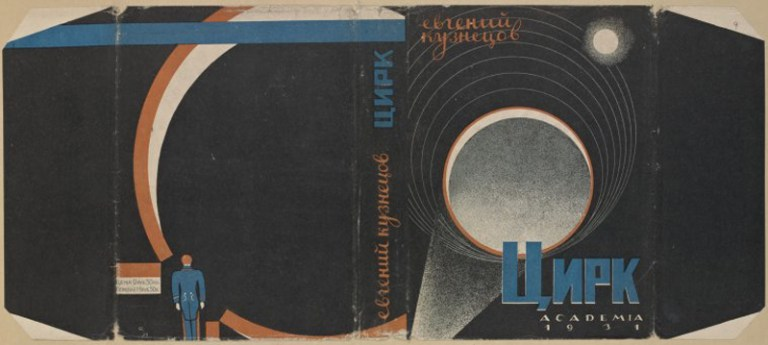 евгений
кузнецов
Цирк
ACADEMIA
1931
ЦИРК
евгений кузнецов